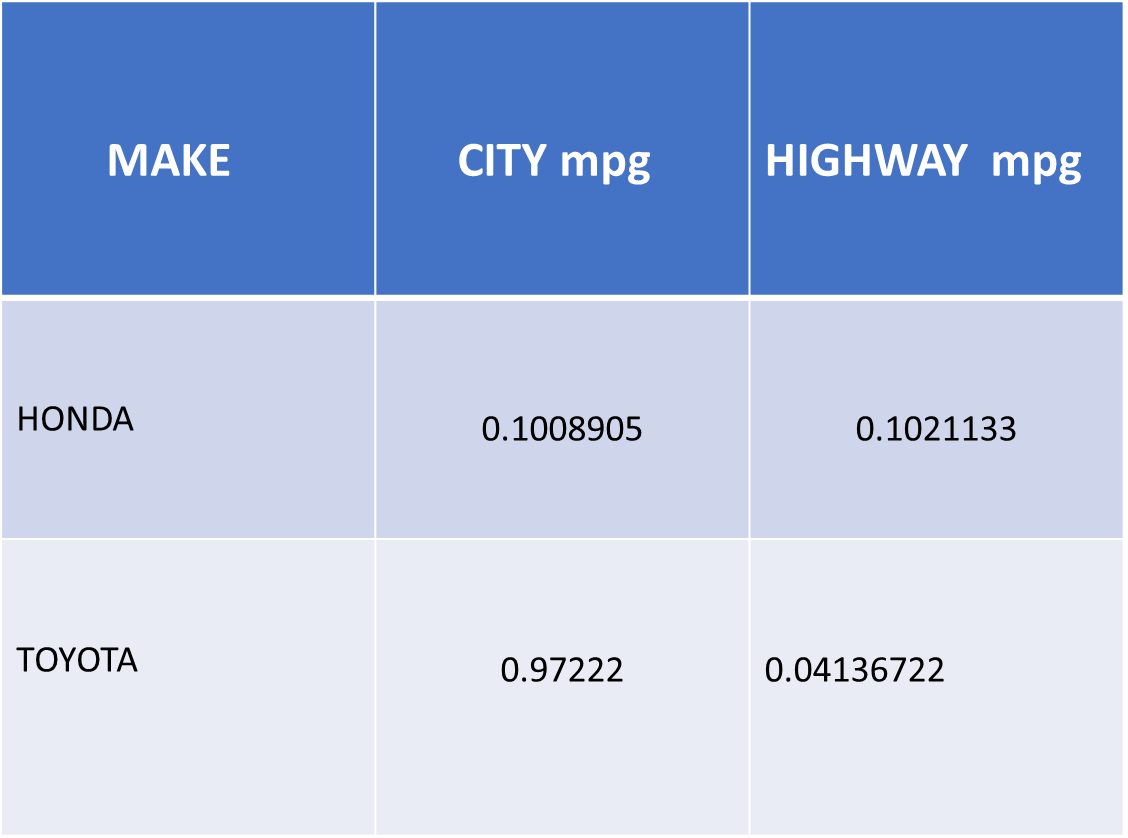 MAKE CITY mpg HIGHWAY mpg
HONDA 0.1008905 0.1021133
TOYOTA 0.97222 0.04136722